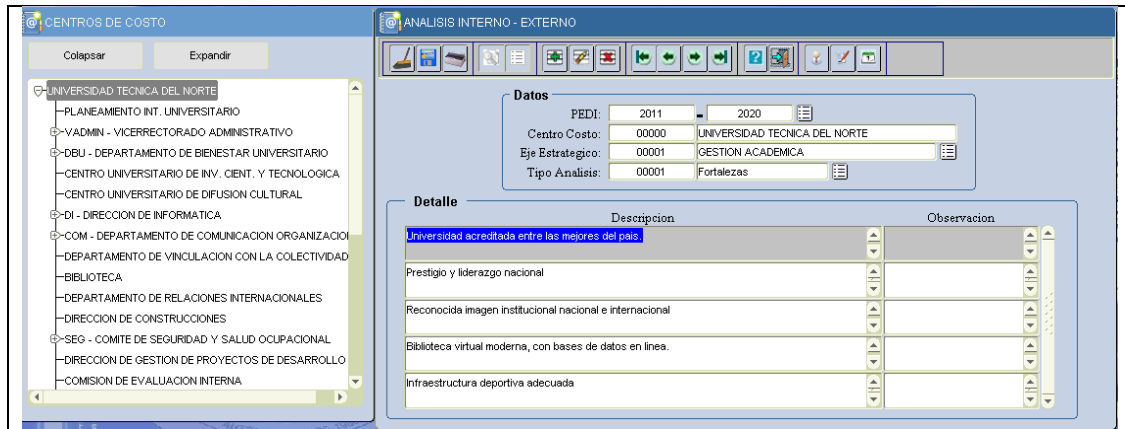 CENTROS DE COSTO
Colapsar Expandir
UNIVERSIDAD TECNICA DEL NORTE
PLANEAMIENTO INT. UNIVERSITARIO
VADMIN - VICERRECTORADO ADMINISTRATIVO
DBU - DEPARTAMENTO DE BIENESTAR UNIVERSITARIO
CENTRO UNIVERSITARIO DE INV. CIENT. Y TECNOLOGICA
CENTRO UNIVERSITARIO DE DIFUSION CULTURAL
DI - DIRECCION DE INFORMATICA
COM - DEPARTAMENTO DE COMUNICACION ORGANIZACIO
DEPARTAMENTO DE VINCULACION CON LA COLECTIVIDAD
BIBLIOTECA
DEPARTAMENTO DE RELACIONES INTERNACIONALES
DIRECCION DE CONSTRUCCIONES
SEG - COMITE DE SEGURIDAD Y SALUD OCUPACIONAL
DIRECCION DE GESTION DE PROYECTOS DE DESARROLLO
COMISION DE EVALUACION INTERNA
ANALISIS INTERNO - EXTERNO
Datos
PEDI: 2011 - 2020
Centro Costo: 00000 UNIVERSIDAD TECNICA DEL NORTE
Eje Estrategico: 00001 GESTION ACADEMICA
Tipo Analisis: 00001 Fortalezas
Detalle
Descripcion Observacion
Universidad acreditada entre las mejores del pais.
Prestigio y liderazgo nacional
Reconocida imagen institucional nacional e internacional
Biblioteca virtual moderna, con bases de datos en linea.
Infraestructura deportiva adecuada